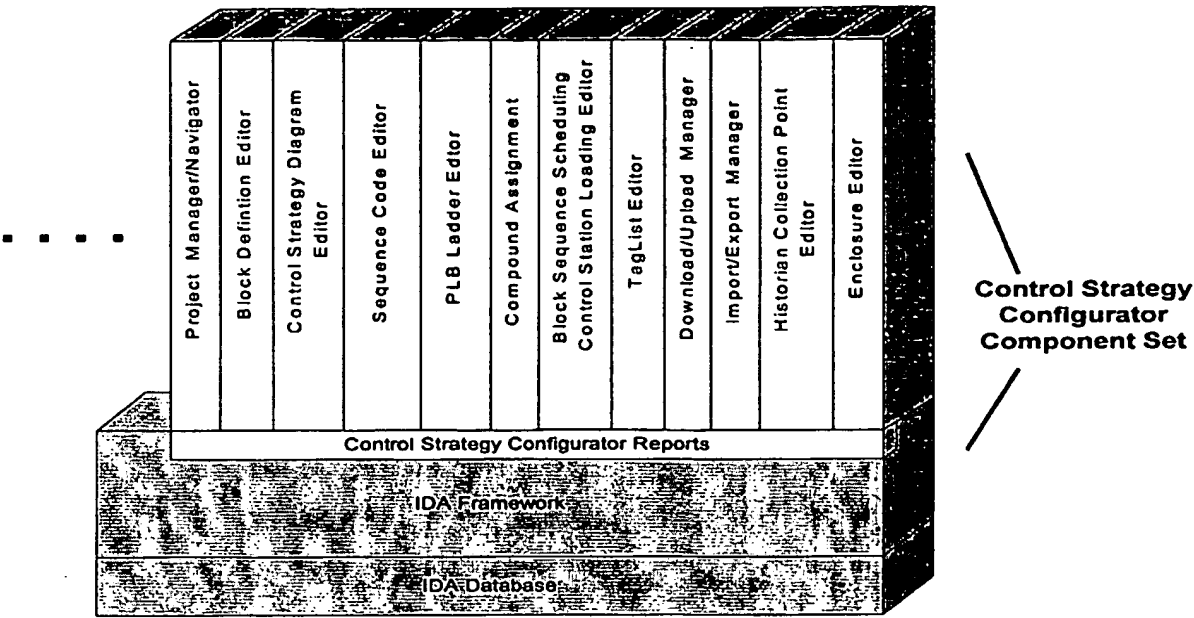 Project Manager/Navigator
Block Defintion Editor
Control Strategy Diagram
Editor
Sequence Code Editor
PLB Ladder Edtor
Compound Assignment
Block Sequence Scheduling
Control Station Loading Editor
TagList Editor
Download/Upload Manager
Import/Export Manager
Historian Collection Point
Editor
Enclosure Editor
Control Strategy
Configurator
Component Set
Control Strategy Configurator Reports
IDA Framework
IDA Database